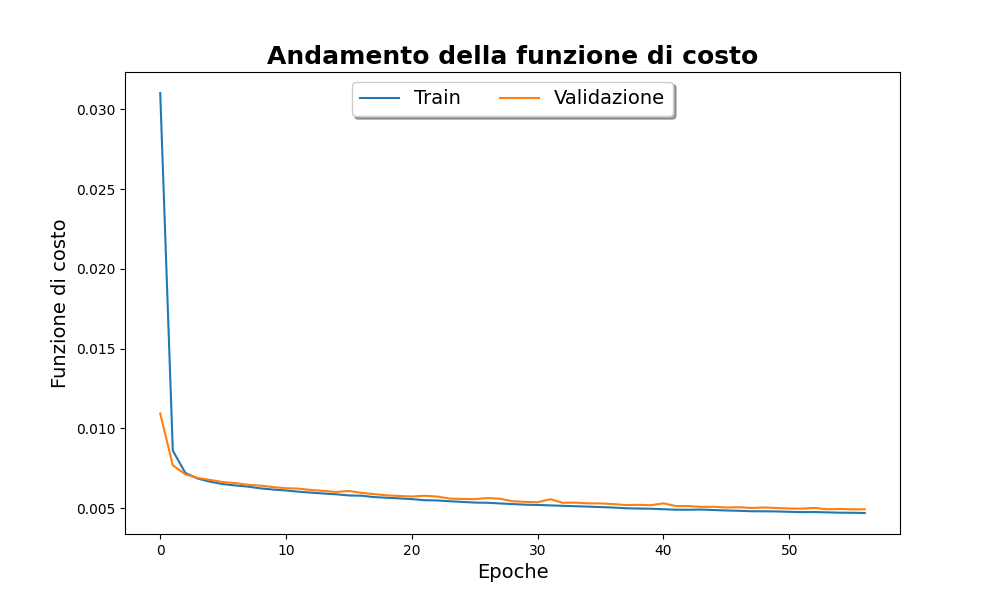 Andamento della funzione di costo
Train Validazione
0.030
0.025
0.020
0.015
0.010
0.005
Funzione di costo
0 10 20 30 40 50
Epoche